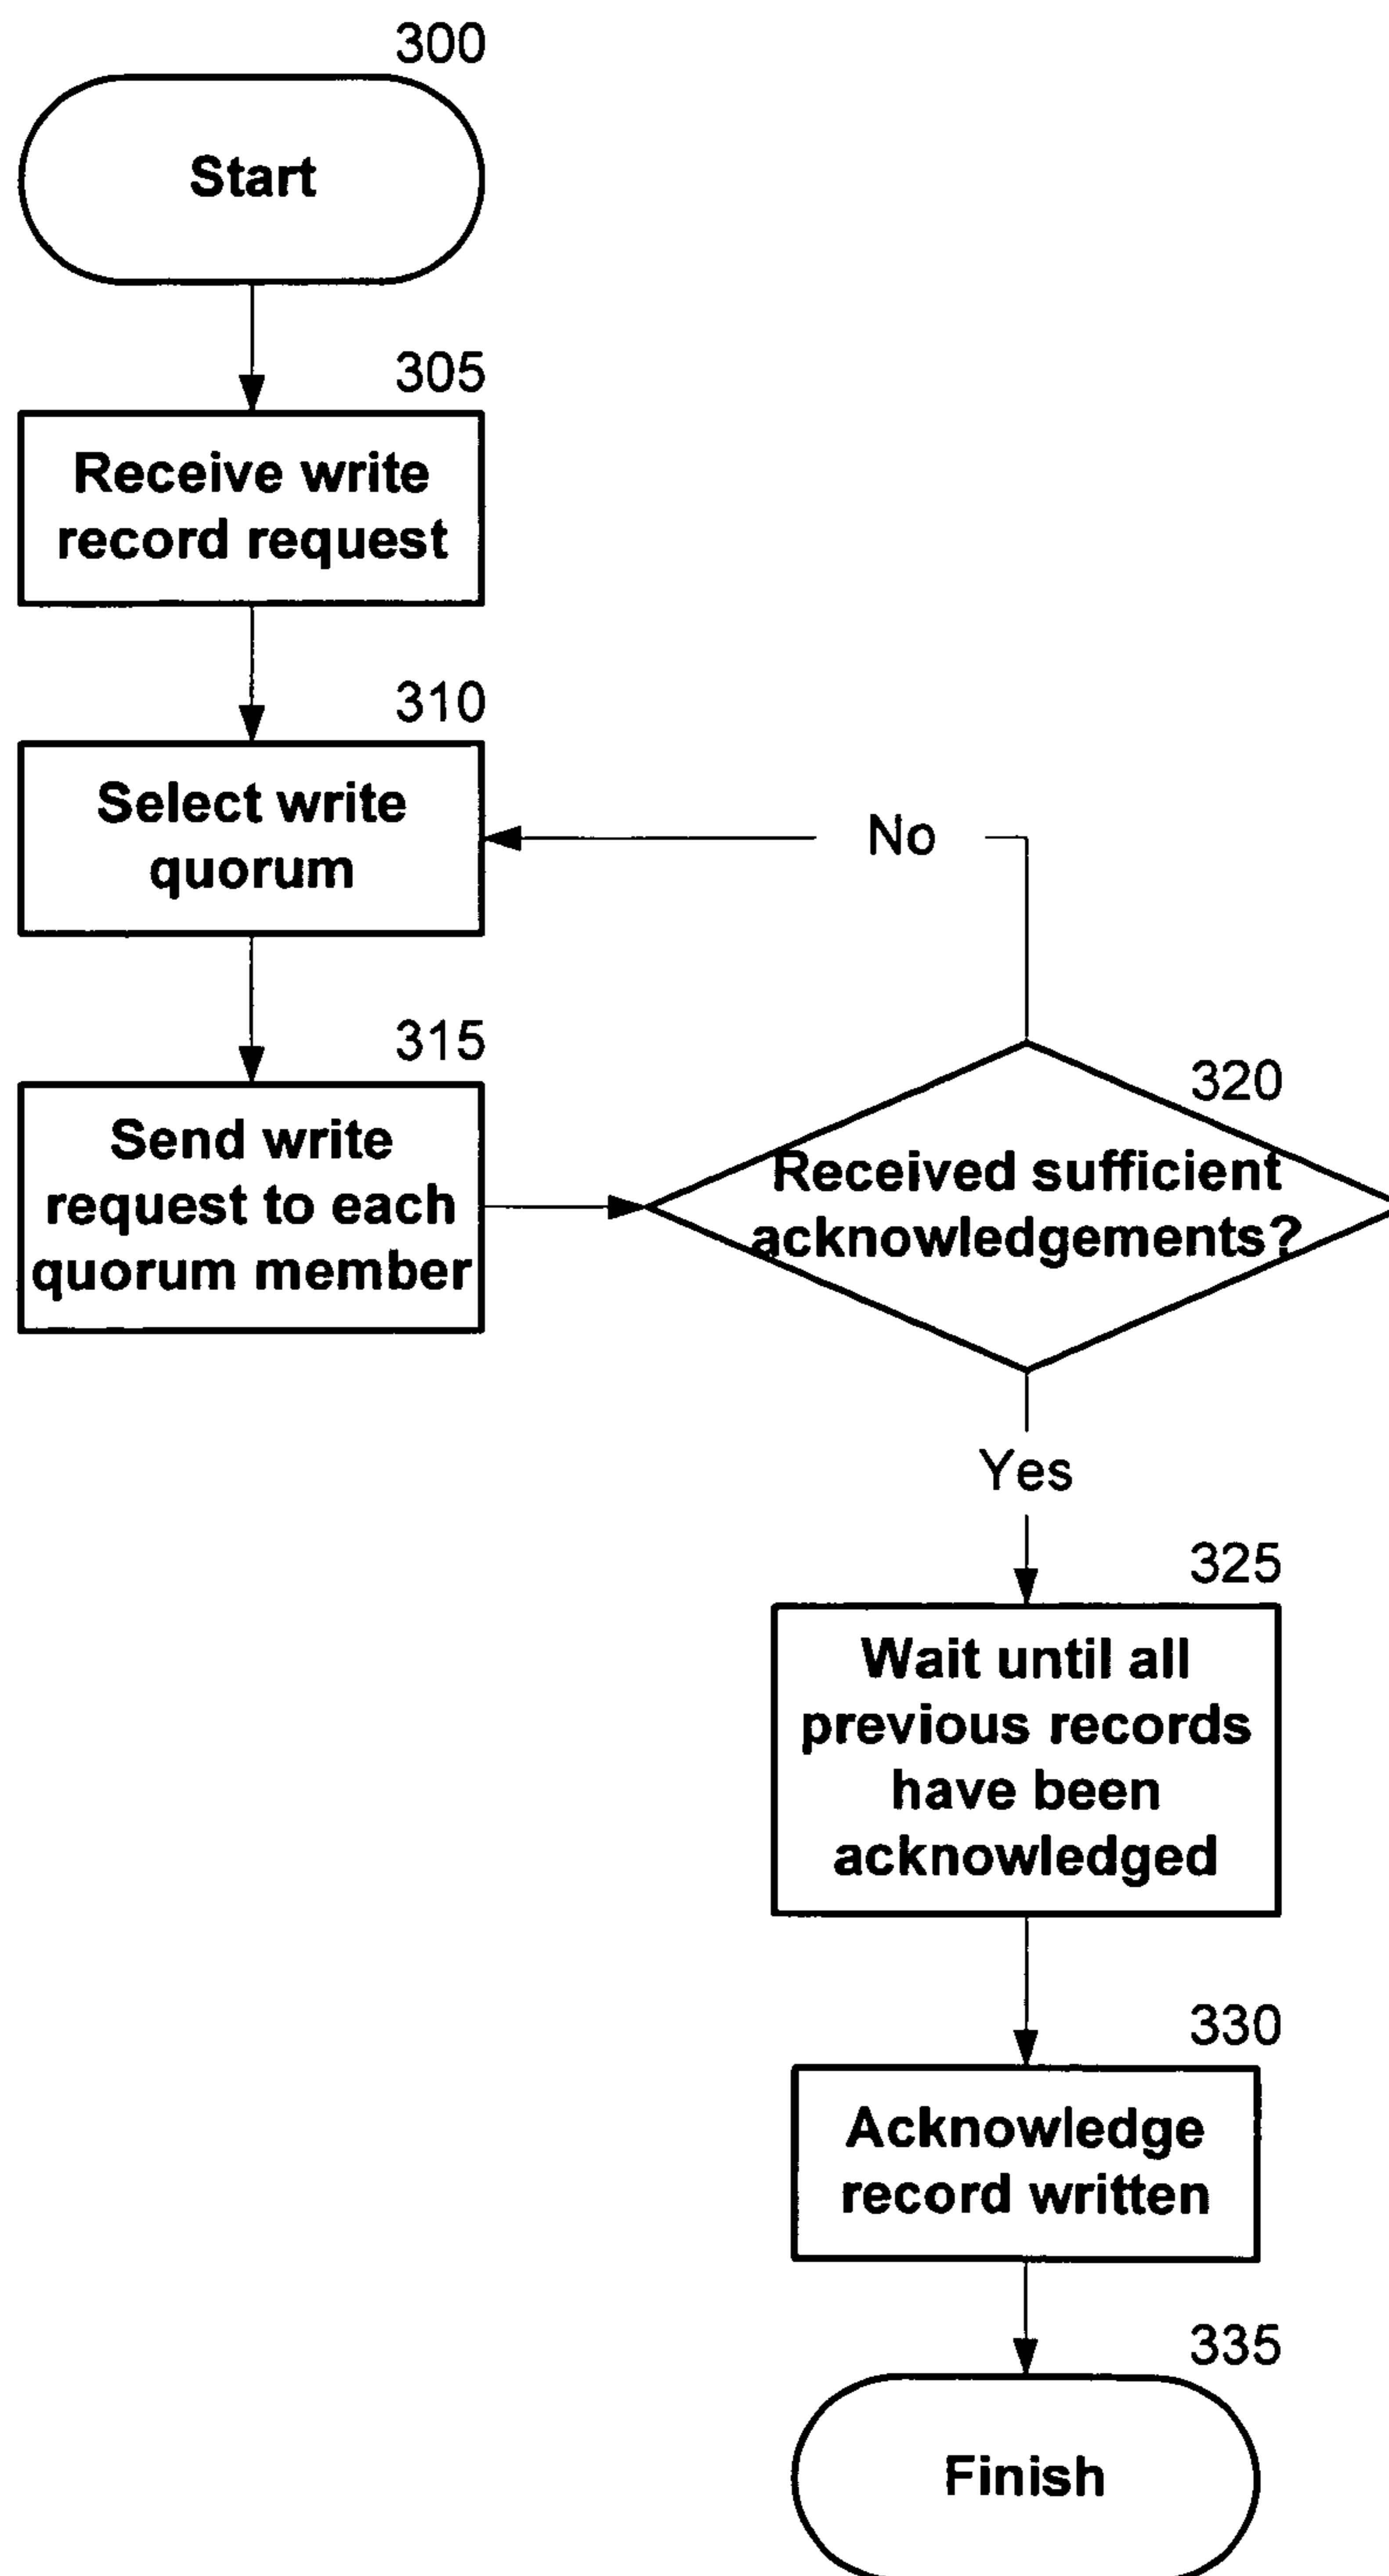 300
Start
305
Receive write
record request
310
Select write
quorum
No
315
Send write
request to each
quorum member
320
Received sufficient
acknowledgements?
Yes
325
Wait until all
previous records
have been
acknowledged
330
Acknowledge
record written
335
Finish